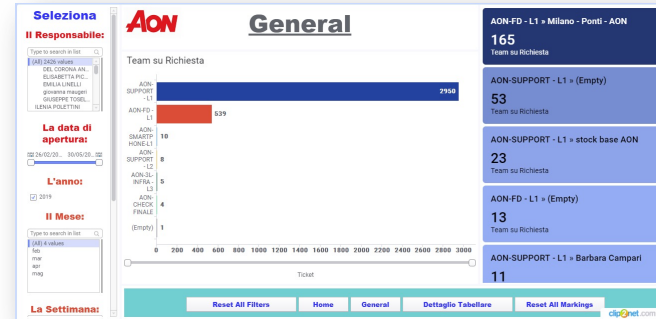 Seleziona
Il Responsabile:
Type to search in list
(All) 2426 values
DEL CORONA AN...
ELISABETTA PIC...
EMILIA LINELLI
giovanna maugeri
GIUSEPPE TOSEL...
ILENIA POLETTINI
La data di
apertura:
26/02/20... 30/05/20...
L'anno:
2019
Il Mese:
Type to search in list
(All) 4 values
feb
mar
apr
mag
La Settimana:
AON
General
Team su Richiesta
AON-
SUPPORT
- L1
2950
AON-FD -
L1
539
AON-
SMARTP
HONE-L1
10
AON-
SUPPORT
- L2
8
AON-3L-
INFRA -
L3
5
AON-
CHECK
FINALE
4
(Empty)
1
0 200 400 600 800 1000 1200 1400 1600 1800 2000 2200 2400 2600 2800 3000
Ticket
AON-FD - L1 » Milano - Ponti - AON
165
Team su Richiesta
AON-SUPPORT - L1 » (Empty)
53
Team su Richiesta
AON-SUPPORT - L1 » stock base AON
23
Team su Richiesta
AON-FD - L1 » (Empty)
13
Team su Richiesta
AON-SUPPORT - L1 » Barbara Campari
11
Reset All Filters
Home
General
Dettaglio Tabellare
Reset All Markings
clip2net.com